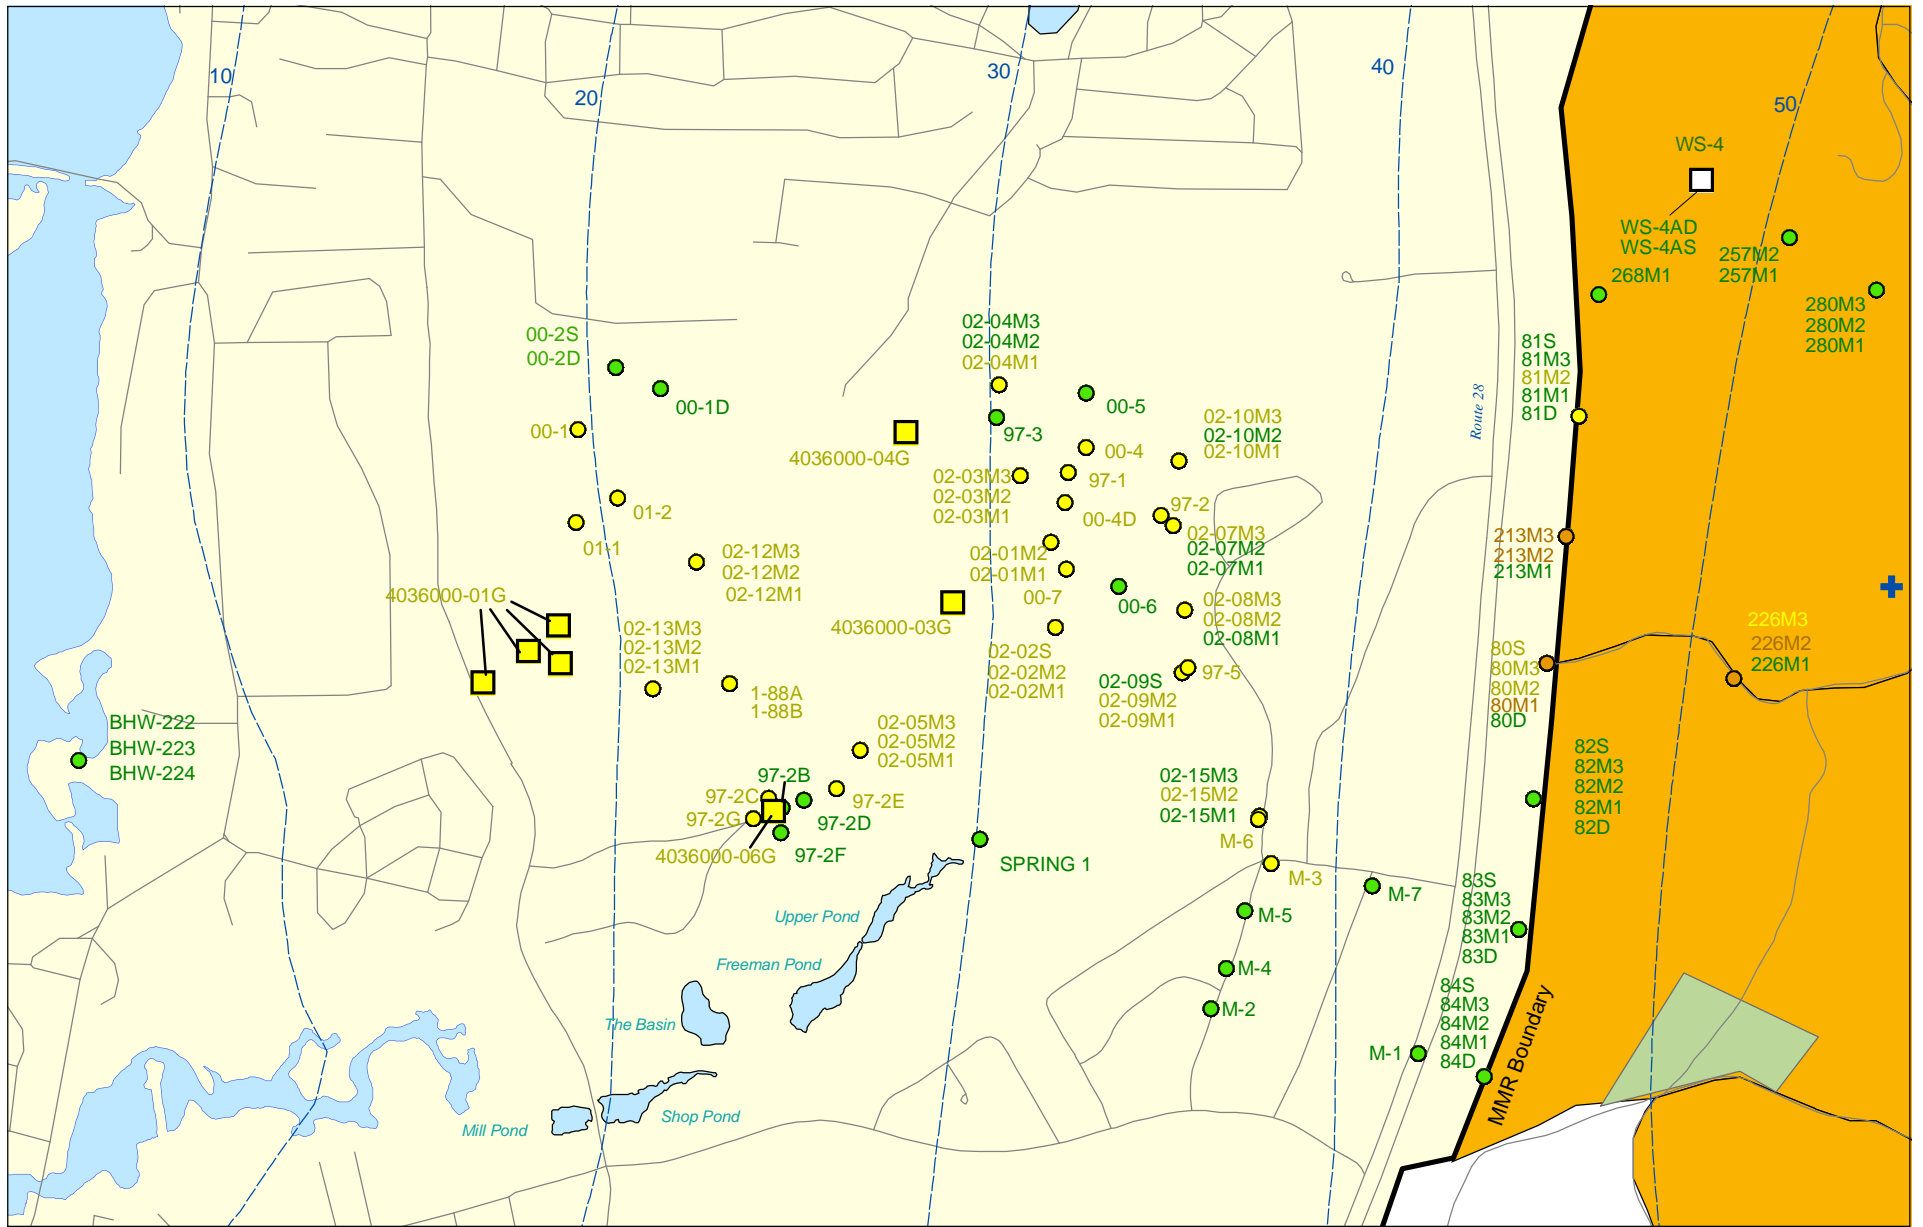 10
20
30
40
50
WS-4
WS-4AD
WS-4AS
268M1
257M2
257M1
280M3
280M2
280M1
00-2S
00-2D
00-1D
00-1
01-2
01-1
02-04M3
02-04M2
02-04M1
97-3
00-5
4036000-04G
00-4
02-10M3
02-10M2
02-10M1
02-03M3
02-03M2
02-03M1
97-1
00-4D
97-2
02-07M3
02-07M2
02-07M1
02-01M2
02-01M1
00-7
00-6
Route 28
81S
81M3
81M2
81M1
81D
213M3
213M2
213M1
02-12M3
02-12M2
02-12M1
4036000-01G
4036000-03G
02-13M3
02-13M2
02-13M1
02-08M3
02-08M2
02-08M1
02-02S
02-02M2
02-02M1
97-5
02-09S
02-09M2
02-09M1
226M3
226M2
226M1
80S
80M3
80M2
80M1
80D
1-88A
1-88B
BHW-222
BHW-223
BHW-224
02-05M3
02-05M2
02-05M1
82S
82M3
82M2
82M1
82D
97-2B
97-2C
97-2E
97-2G
97-2D
97-2F
4036000-06G
02-15M3
02-15M2
02-15M1
M-6
M-3
SPRING 1
M-7
M-5
83S
83M3
83M2
83M1
83D
Upper Pond
Freeman Pond
M-4
M-2
The Basin
84S
84M3
84M2
84M1
84D
M-1
MMR Boundary
Mill Pond
Shop Pond